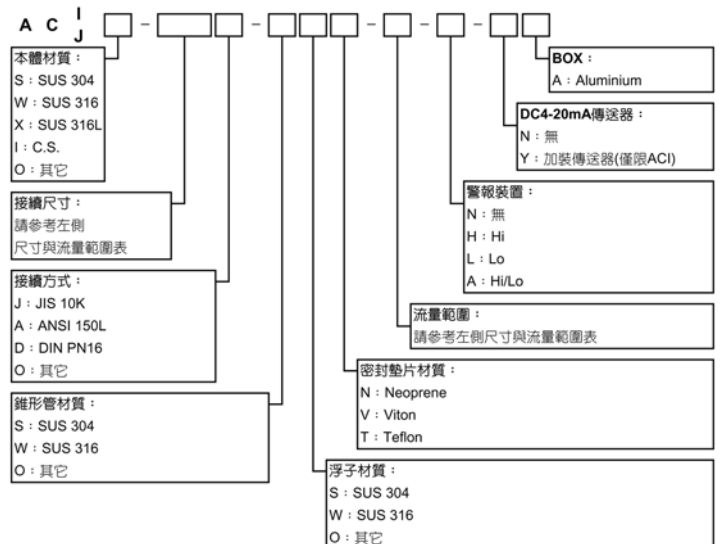 A C I
J
本體材質：
S：SUS 304
W：SUS 316
X：SUS 316L
I：C.S.
O：其它
接續尺寸：
請參考左側
尺寸與流量範圍表
接續方式：
J：JIS 10K
A：ANSI 150L
D：DIN PN16
O：其它
錐形管材質：
S：SUS 304
W：SUS 316
O：其它
BOX：
A：Aluminium
DC4-20mA傳送器：
N：無
Y：加裝傳送器(僅限ACI)
警報裝置：
N：無
H：Hi
L：Lo
A：Hi/Lo
流量範圍：
請參考左側尺寸與流量範圍表
密封墊片材質：
N：Neoprene
V：Viton
T：Teflon
浮子材質：
S：SUS 304
W：SUS 316
O：其它